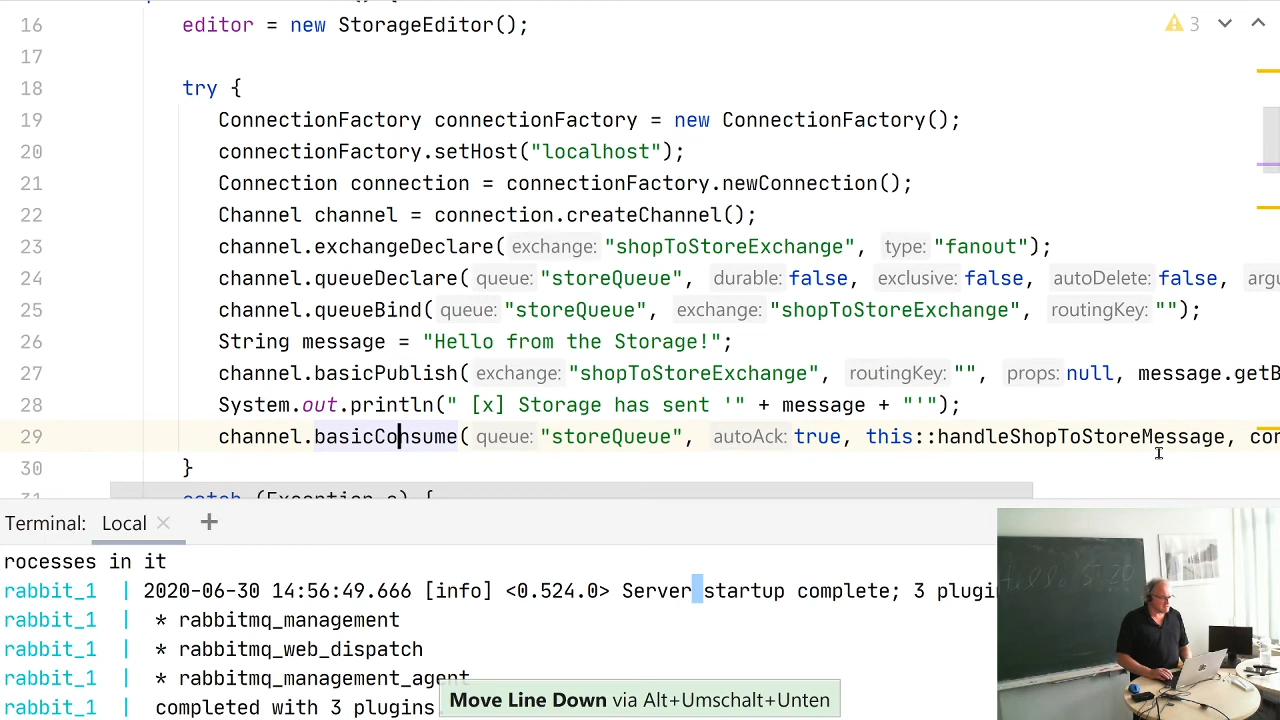 16 editor = new StorageEditor(); 3
17
18 try {
19 ConnectionFactory connectionFactory = new ConnectionFactory();
20 connectionFactory.setHost("localhost");
21 Connection connection = connectionFactory.newConnection();
22 Channel channel = connection.createChannel();
23 channel.exchangeDeclare( exchange: "shopToStoreExchange", type: "fanout");
24 channel.queueDeclare( queue: "storeQueue", durable: false, exclusive: false, autoDelete: false, argu
25 channel.queueBind( queue: "storeQueue", exchange: "shopToStoreExchange", routingKey: "");
26 String message = "Hello from the Storage!";
27 channel.basicPublish( exchange: "shopToStoreExchange", routingKey: "", props: null, message.getB
28 System.out.println(" [x] Storage has sent '" + message + "'");
29 channel.basicConsume( queue: "storeQueue", autoAck: true, this::handleShopToStoreMessage, con
30 }
31 catch (Exception e) {
Terminal: Local +
rocesses in it
rabbit_1 | 2020-06-30 14:56:49.666 [info] <0.524.0> Server startup complete; 3 plugin
rabbit_1 | * rabbitmq_management
rabbit_1 | * rabbitmq_web_dispatch
rabbit_1 | * rabbitmq_management_agent
rabbit_1 | completed with 3 plugins.
Move Line Down via Alt+Umschalt+Unten